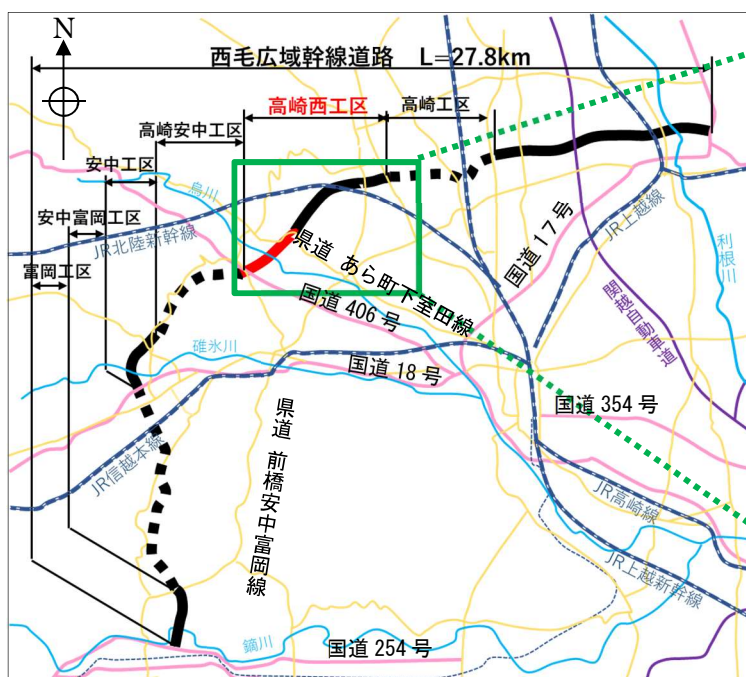 N
西毛広域幹線道路 L=27.8km
高崎西工区
高崎工区
高崎安中工区
安中工区
安中富岡工区
富岡工区
烏川
JR北陸新幹線
県道 あら町下室田線
国道17号
JR上越線
利根川
関越自動車道
国道406号
碓氷川
国道18号
国道354号
JR信越本線
県道 前橋安中富岡線
JR高崎線
JR上越新幹線
鏑川
国道254号